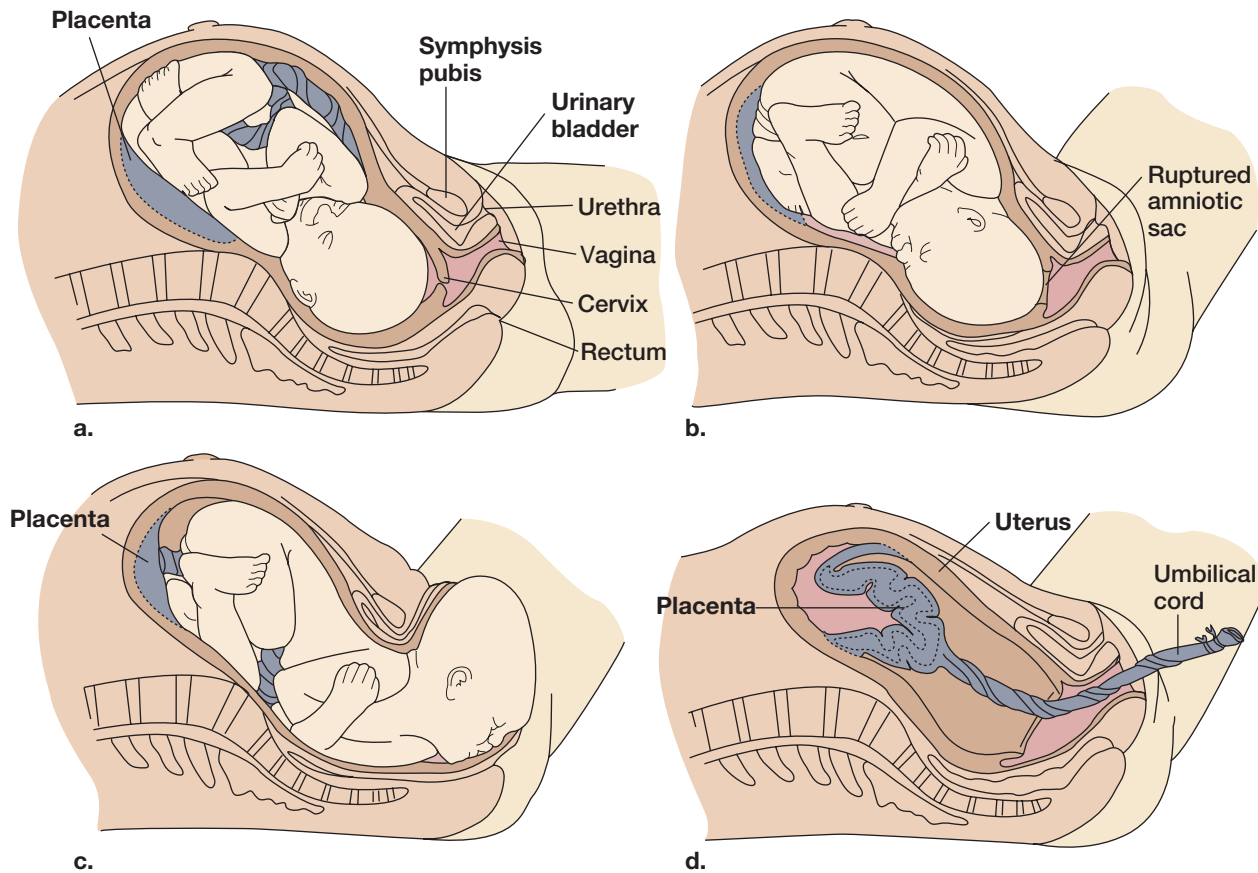 Placenta
Symphysis
pubis
Urinary
bladder
Urethra
Vagina
Cervix
Rectum
a.
Ruptured
amniotic
sac
b.
Placenta
c.
Uterus
Umbilical
cord
Placenta
d.